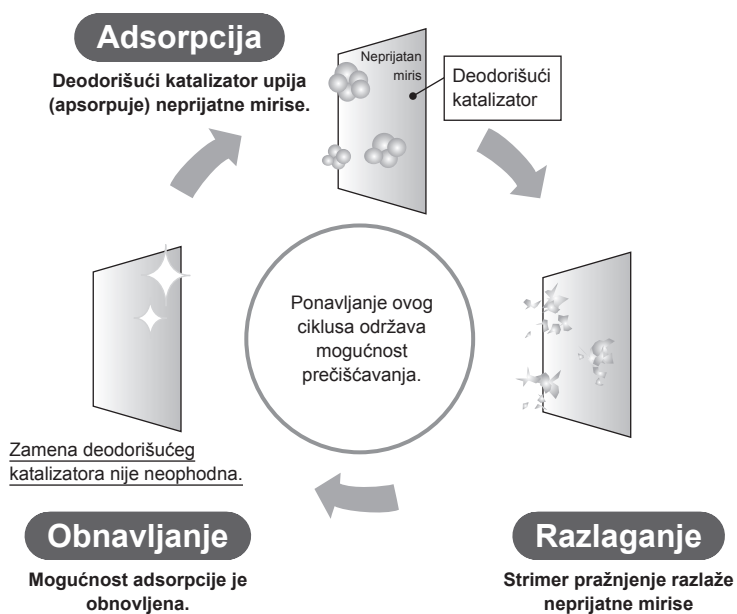 Adsorpcija
Deodorišući katalizator upija
(apsorpuje) neprijatne mirise.
Neprijatan
miris
Deodorišući
katalizator
Ponavljanje ovog
ciklusa održava
mogućnost
prečišćavanja.
Zamena deodorišućeg
katalizatora nije neophodna.
Obnavljanje
Mogućnost adsorpcije je
obnovljena.
Razlaganje
Strimer pražnjenje razlaže
neprijatne mirise